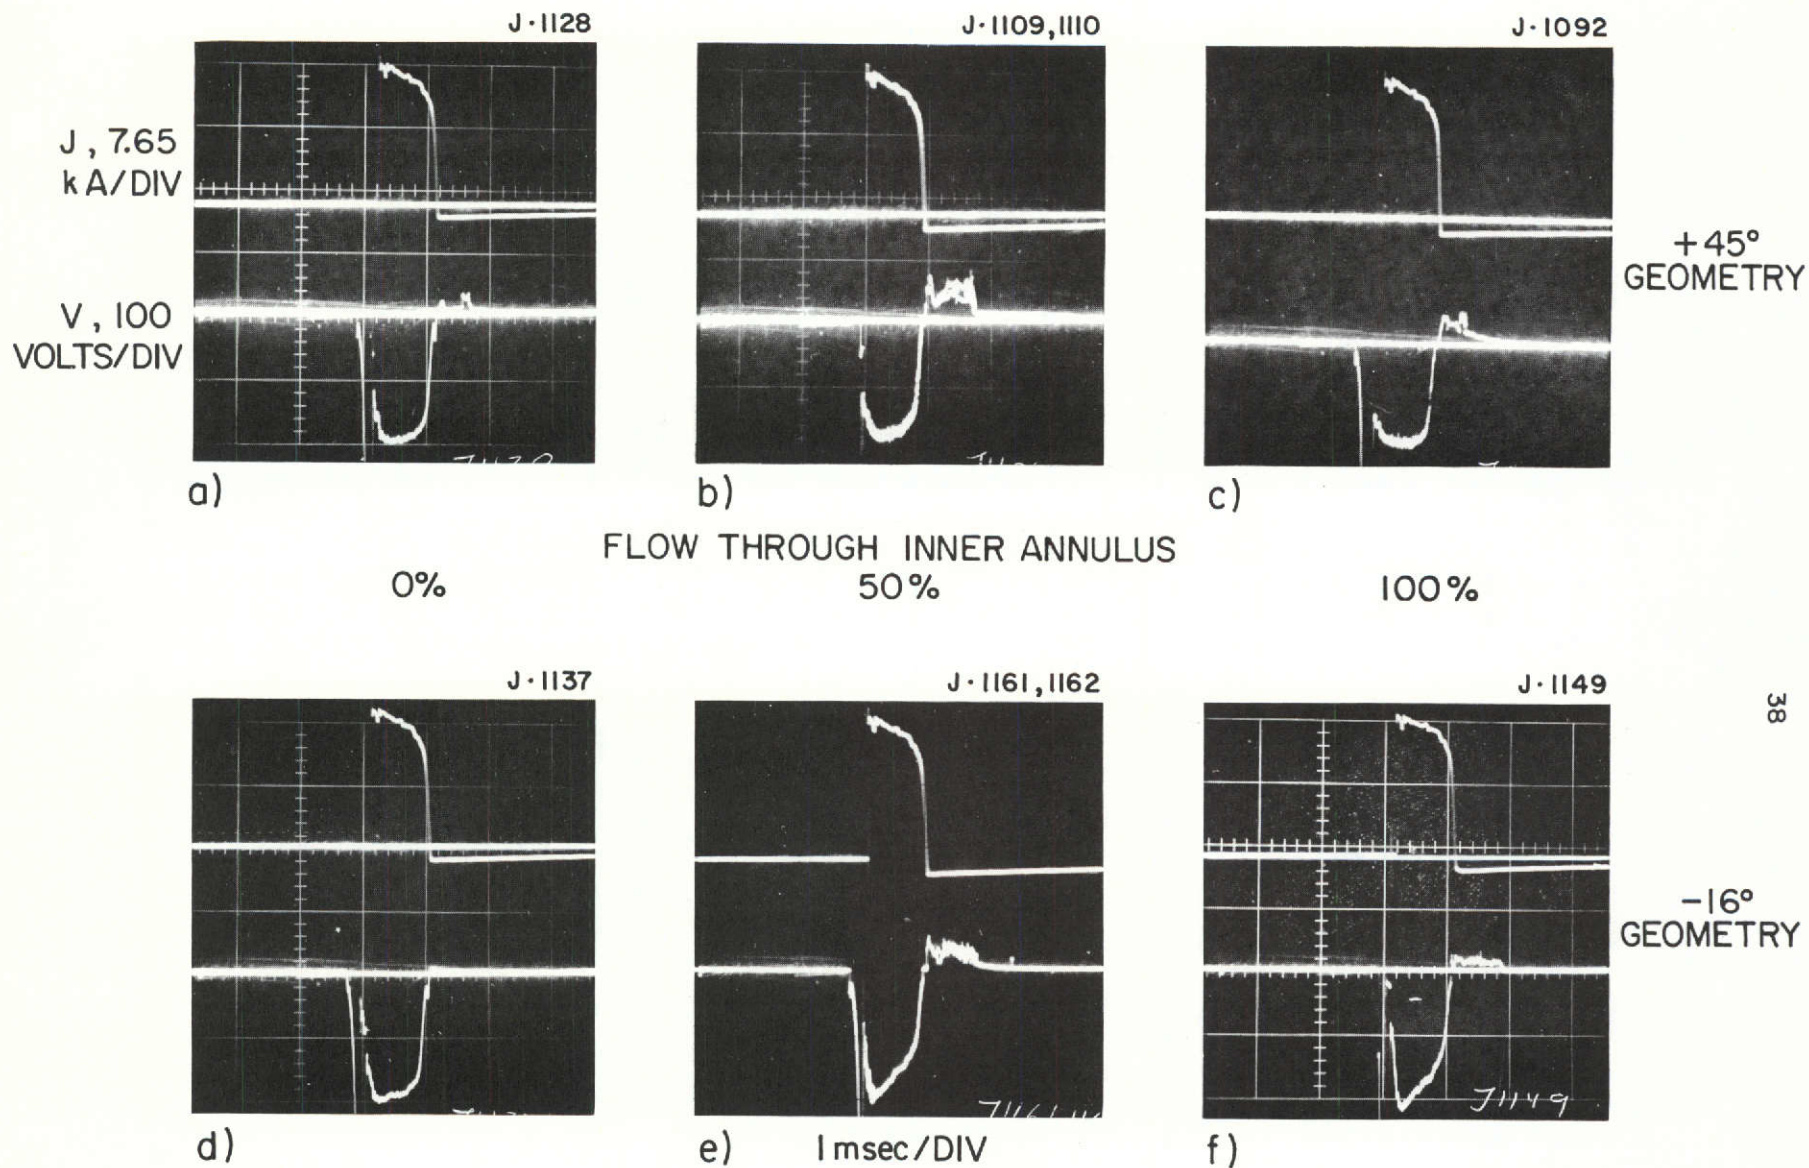 J·1128
J·1109,1110
J·1092
J, 7.65
kA/DIV
V, 100
VOLTS/DIV
+45°
GEOMETRY
a)
b)
c)
FLOW THROUGH INNER ANNULUS
0%
50%
100%
J·1137
J·1161,1162
J·1149
38
-16°
GEOMETRY
J1149
d)
e)
1msec/DIV
f)